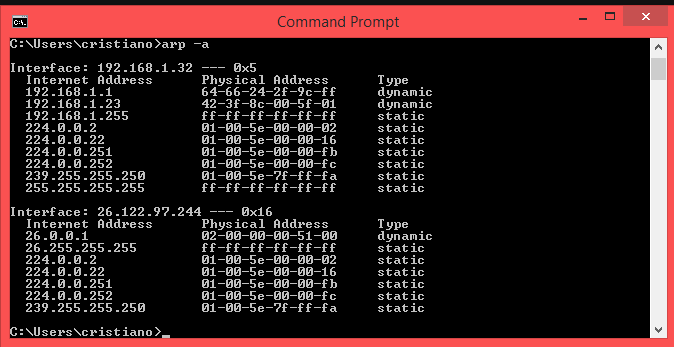 Command Prompt
C:\Users\cristiano>arp -a
Interface: 192.168.1.32 --- 0x5
Internet Address Physical Address Type
192.168.1.1 64-66-24-2f-9c-ff dynamic
192.168.1.23 42-3f-8c-00-5f-01 dynamic
192.168.1.255 ff-ff-ff-ff-ff-ff static
224.0.0.2 01-00-5e-00-00-02 static
224.0.0.22 01-00-5e-00-00-16 static
224.0.0.251 01-00-5e-00-00-fb static
224.0.0.252 01-00-5e-00-00-fc static
239.255.255.250 01-00-5e-7f-ff-fa static
255.255.255.255 ff-ff-ff-ff-ff-ff static
Interface: 26.122.97.244 --- 0x16
Internet Address Physical Address Type
26.0.0.1 02-00-00-00-51-00 dynamic
26.255.255.255 ff-ff-ff-ff-ff-ff static
224.0.0.2 01-00-5e-00-00-02 static
224.0.0.22 01-00-5e-00-00-16 static
224.0.0.251 01-00-5e-00-00-fb static
224.0.0.252 01-00-5e-00-00-fc static
239.255.255.250 01-00-5e-7f-ff-fa static
C:\Users\cristiano>_